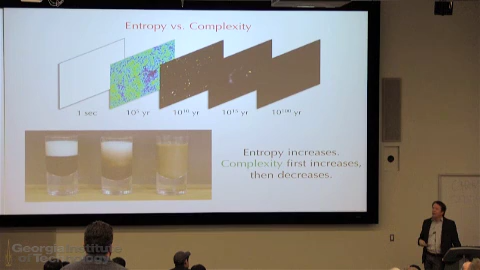 Entropy vs. Complexity
1 sec
10⁵ yr
10¹⁰ yr
10¹⁵ yr
10¹⁰⁰ yr
Entropy increases.
Complexity first increases,
then decreases.
Georgia Institute
of Technology